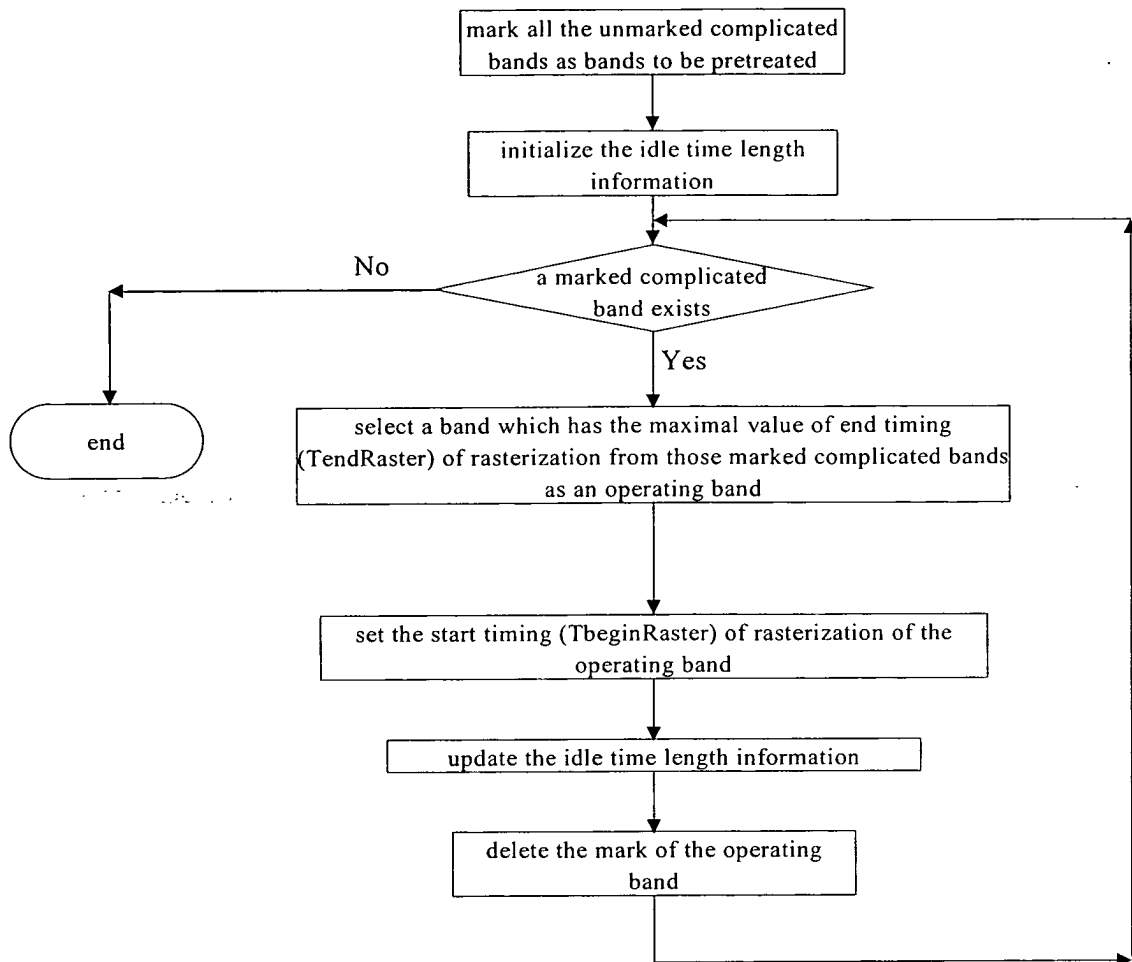 mark all the unmarked complicated
bands as bands to be pretreated
initialize the idle time length
information
No
a marked complicated
band exists
Yes
end
select a band which has the maximal value of end timing
(TendRaster) of rasterization from those marked complicated bands
as an operating band
set the start timing (TbeginRaster) of rasterization of the
operating band
update the idle time length information
delete the mark of the operating
band